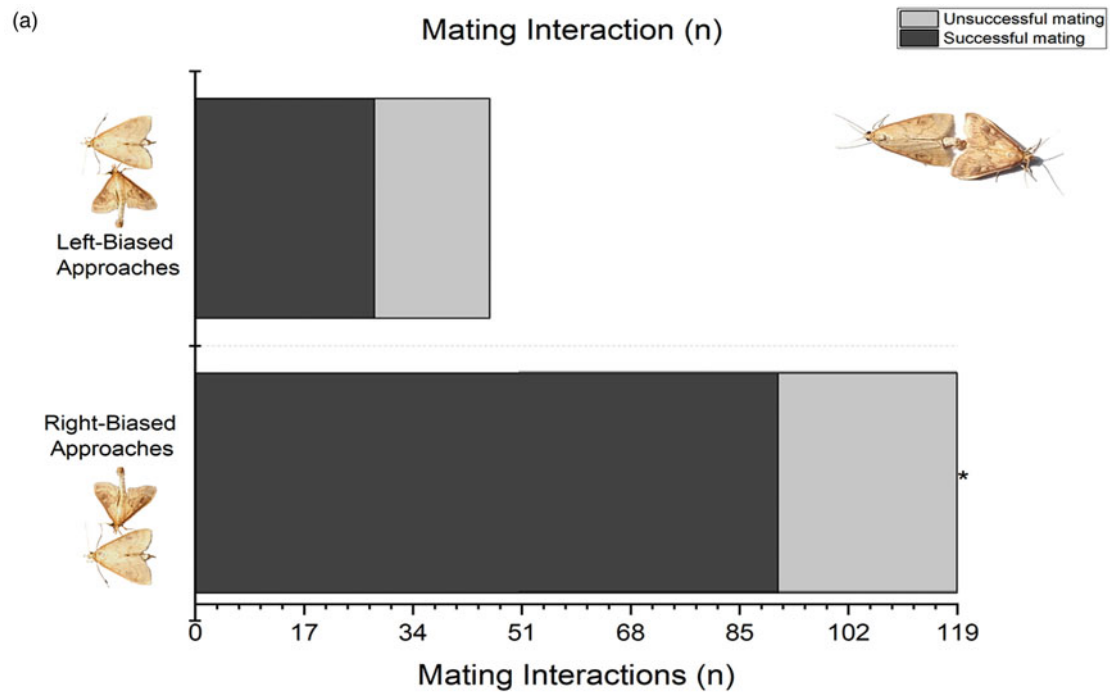 (a)
Mating Interaction (n)
Unsuccessful mating
Successful mating
Left-Biased
Approaches
Right-Biased
Approaches
*
0 17 34 51 68 85 102 119
Mating Interactions (n)